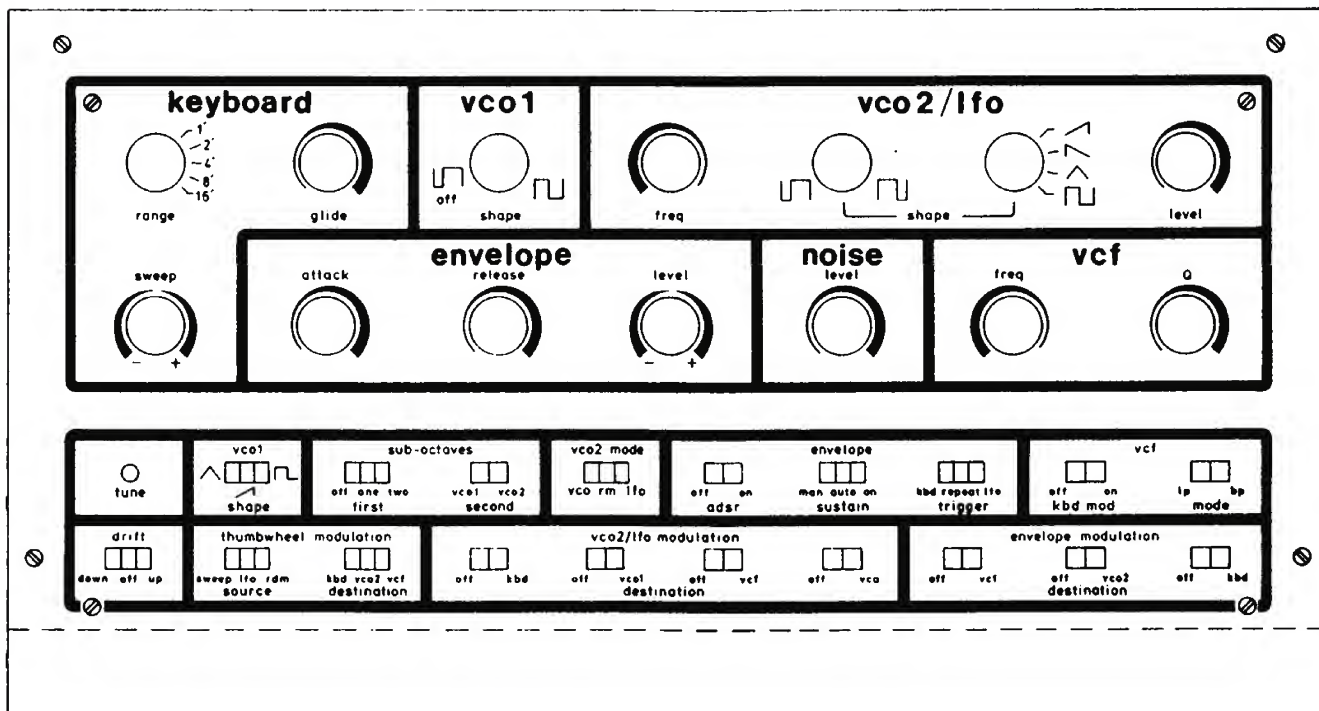 keyboard
vco1
vco2/lfo
1'
2'
4'
8'
16'
off
range
glide
shape
freq
shape
level
envelope
noise
vcf
sweep
attack
release
level
level
freq
Q
- +
- +
vco1
sub-octaves
vco2 mode
envelope
vcf
tune
off one two
vco1 vco2
vco rm lfo
off on
man auto on
kbd repeat lfo
off on
lp bp
shape
first
second
adsr
sustain
trigger
kbd mod
mode
drift
thumbwheel modulation
vco2/lfo modulation
envelope modulation
down off up
sweep lfo rdm
kbd vco2 vcf
off kbd
off vco1
off vcf
off vca
off vcf
off vco2
off kbd
source
destination
destination
destination